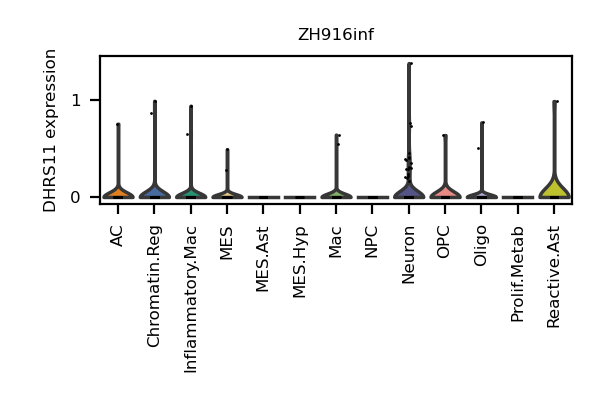 ZH916inf
DHRS11 expression
1
0
AC
Chromatin.Reg
Inflammatory.Mac
MES
MES.Ast
MES.Hyp
Mac
NPC
Neuron
OPC
Oligo
Prolif.Metab
Reactive.Ast